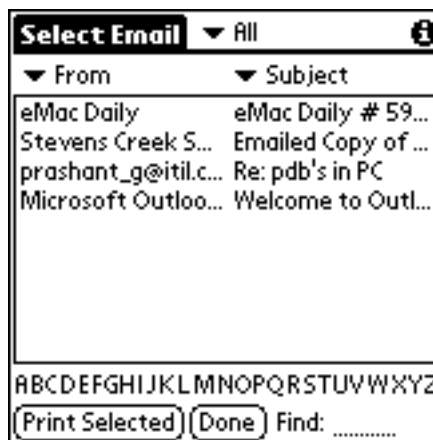 Select Email All
From Subject
eMac Daily eMac Daily # 59...
Stevens Creek S... Emailed Copy of ...
prashant_g@itil.c... Re: pdb's in PC
Microsoft Outloo... Welcome to Outl...
ABCDEFGHIJKLMNOPQRSTUVWXYZ
Print Selected Done Find: